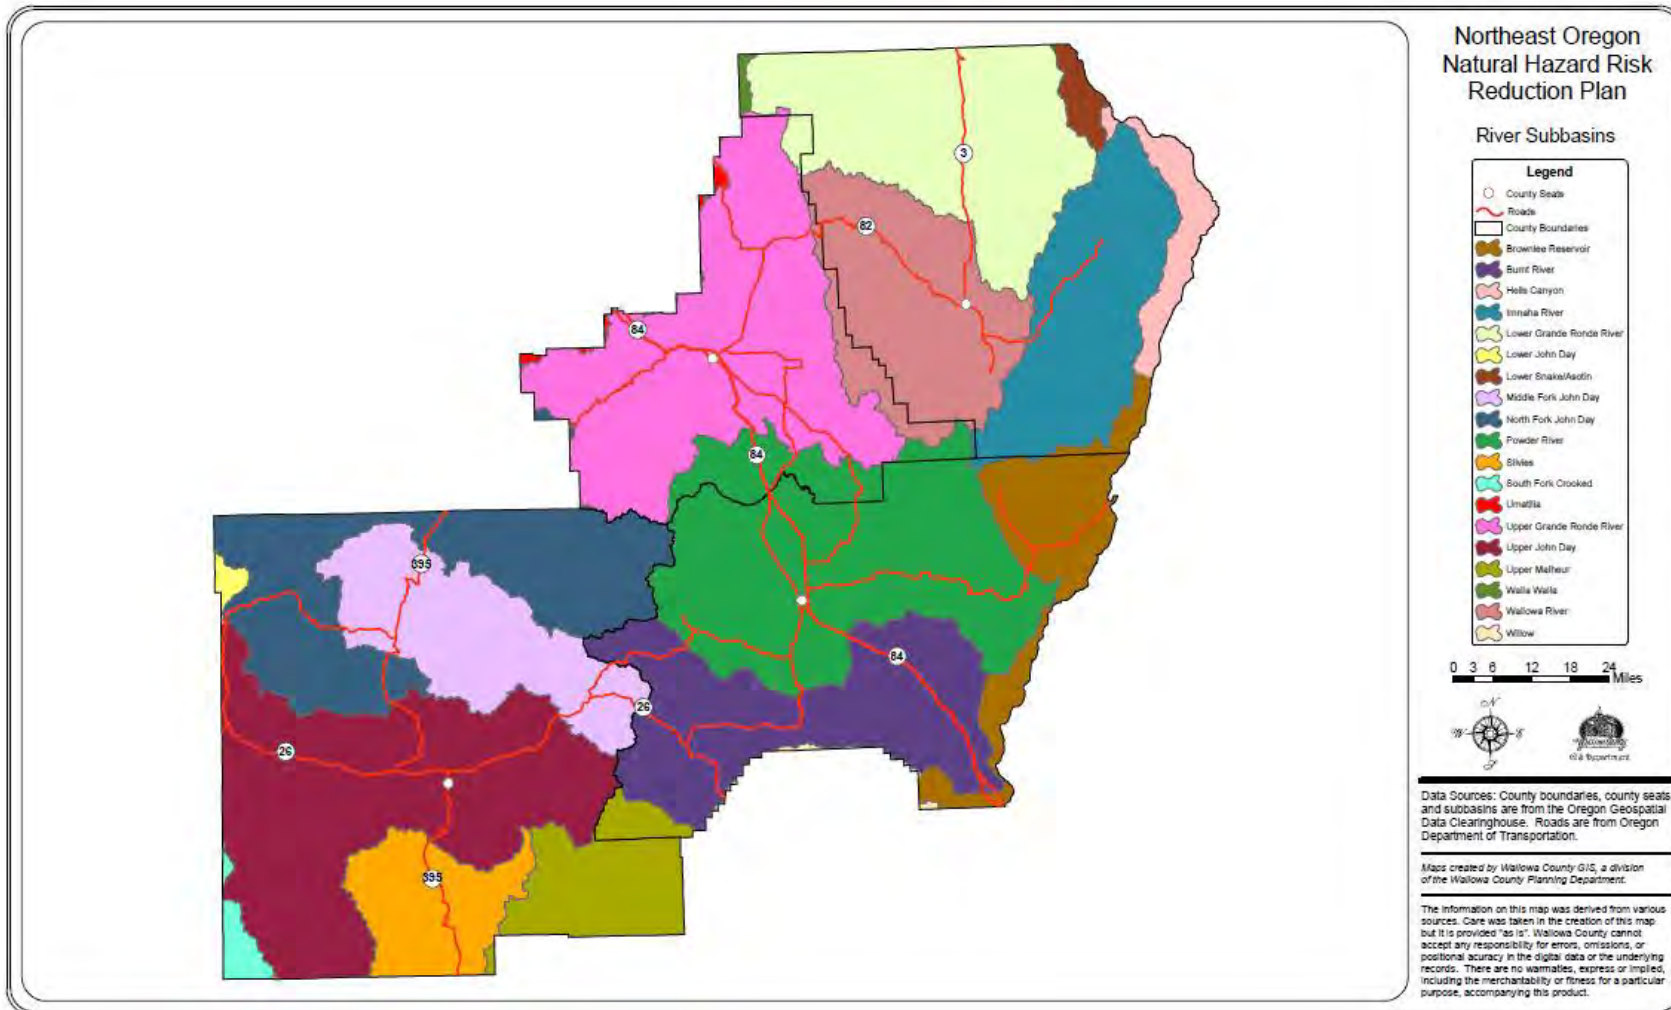 Northeast Oregon
Natural Hazard Risk
Reduction Plan
River Subbasins
Legend
County Seats
Roads
County Boundaries
Brownlee Reservoir
Burnt River
Hells Canyon
Imnaha River
Lower Grande Ronde River
Lower John Day
Lower Snake/Asotin
Middle Fork John Day
North Fork John Day
Powder River
Silvies
South Fork Crooked
Umatilla
Upper Grande Ronde River
Upper John Day
Upper Malheur
Walla Walla
Wallowa River
Willow
0 3 6 12 18 24
Miles
N
W E
S
Data Sources: County boundaries, county seats
and subbasins are from the Oregon Geospatial
Data Clearinghouse. Roads are from Oregon
Department of Transportation.
Maps created by Wallowa County GIS, a division
of the Wallowa County Planning Department.
The information on this map was derived from various
sources. Care was taken in the creation of this map
but it is provided "as is". Wallowa County cannot
accept any responsibility for errors, omissions, or
positional acuracy in the digital data or the underlying
records. There are no warranties, express or implied,
including the merchantability or fitness for a particular
purpose, accompanying this product.
3
82
84
84
395
84
26
26
395